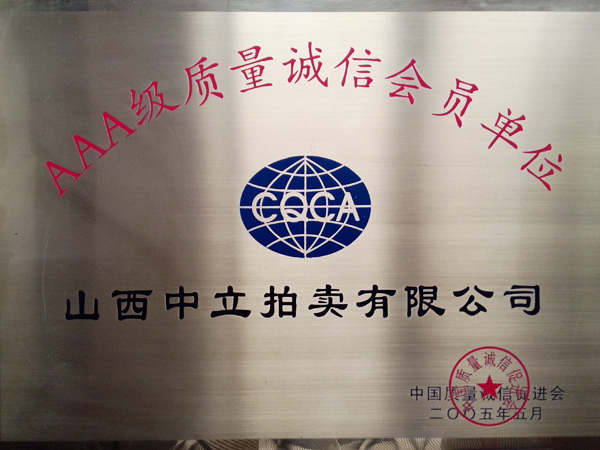 AAA级质量诚信会员单位
CQCA
山西中立拍卖有限公司
中国质量诚信促进会
二〇〇五年五月